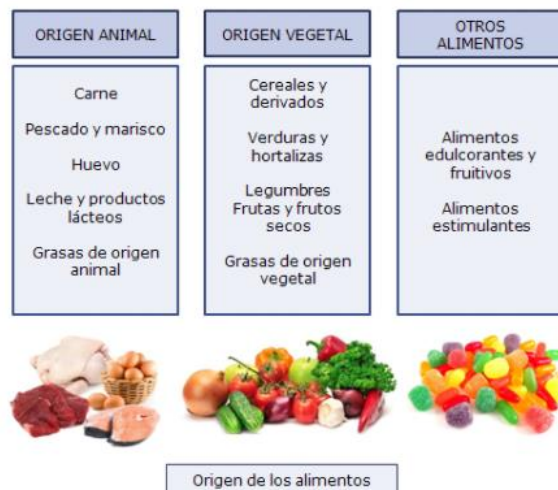 ORIGEN ANIMAL
Carne
Pescado y marisco
Huevo
Leche y productos
lácteos
Grasas de origen
animal
ORIGEN VEGETAL
Cereales y
derivados
Verduras y
hortalizas
Legumbres
Frutas y frutos
secos
Grasas de origen
vegetal
OTROS
ALIMENTOS
Alimentos
edulcorantes y
fruitivos
Alimentos
estimulantes
Origen de los alimentos